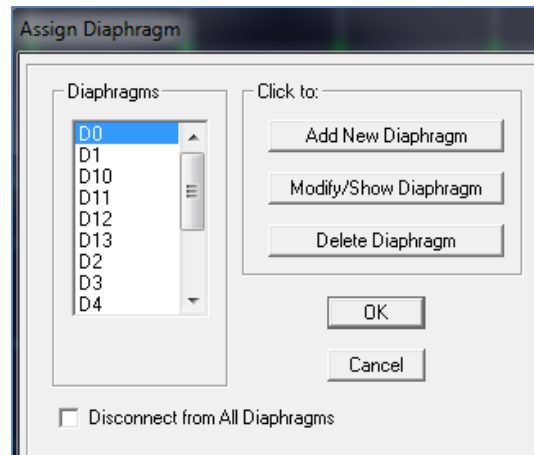 Assign Diaphragm
Diaphragms
D0
D1
D10
D11
D12
D13
D2
D3
D4
Click to:
Add New Diaphragm
Modify/Show Diaphragm
Delete Diaphragm
OK
Cancel
Disconnect from All Diaphragms